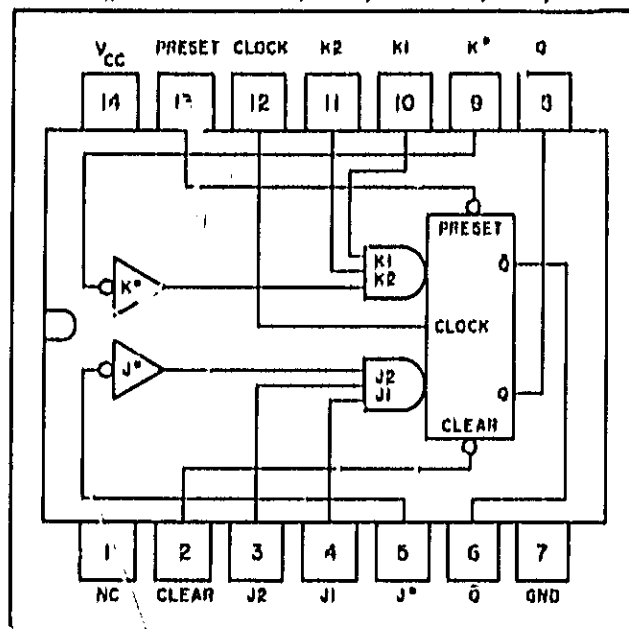 VCC PRESET CLOCK K2 K1 K* Q
14 13 12 11 10 9 8
PRESET
K1
K2
K*
Q̄
CLOCK
J*
J2
J1
Q
CLEAR
1 2 3 4 5 6 7
NC CLEAR J2 J1 J* Q̄ GND